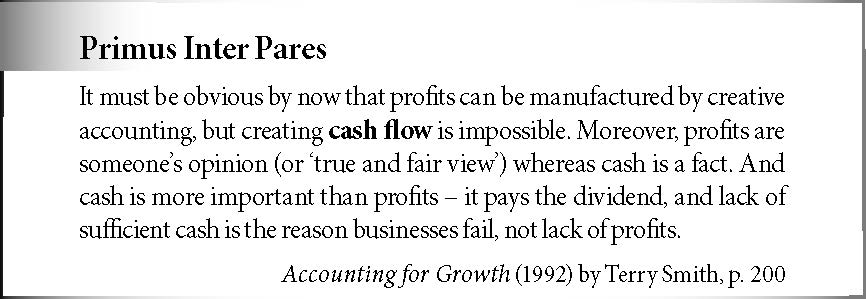 Primus Inter Pares
It must be obvious by now that profits can be manufactured by creative
accounting, but creating cash flow is impossible. Moreover, profits are
someone's opinion (or 'true and fair view') whereas cash is a fact. And
cash is more important than profits – it pays the dividend, and lack of
sufficient cash is the reason businesses fail, not lack of profits.
Accounting for Growth (1992) by Terry Smith, p. 200